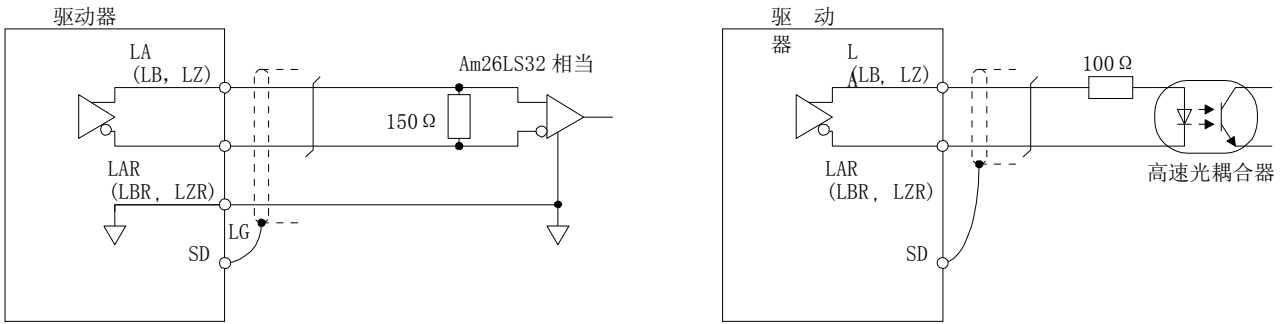 驱动器
LA
(LB, LZ)
Am26LS32 相当
150Ω
LAR
(LBR, LZR)
LG
SD
驱 动
器
L
A
(LB, LZ)
100Ω
LAR
(LBR, LZR)
高速光耦合器
SD